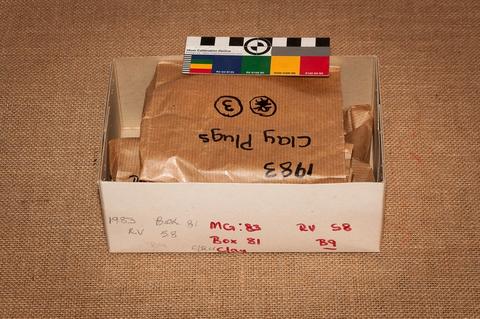 1983
Clay Plugs
3
1983 Box 81
RV 58
MG:83 RV 58
Box 81 B9
Clay